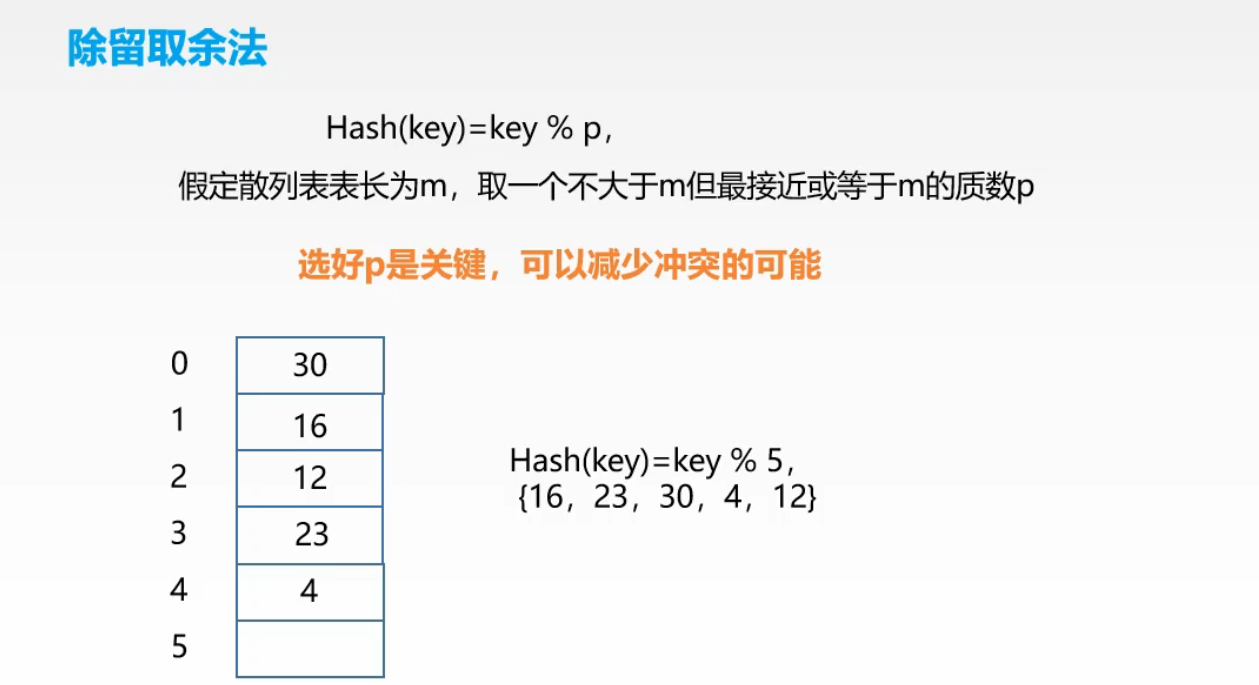 除留取余法
Hash(key)=key % p，
假定散列表表长为m，取一个不大于m但最接近或等于m的质数p
选好p是关键，可以减少冲突的可能
0 30
1 16
2 12
3 23
4 4
5
Hash(key)=key % 5，
{16，23，30，4，12}